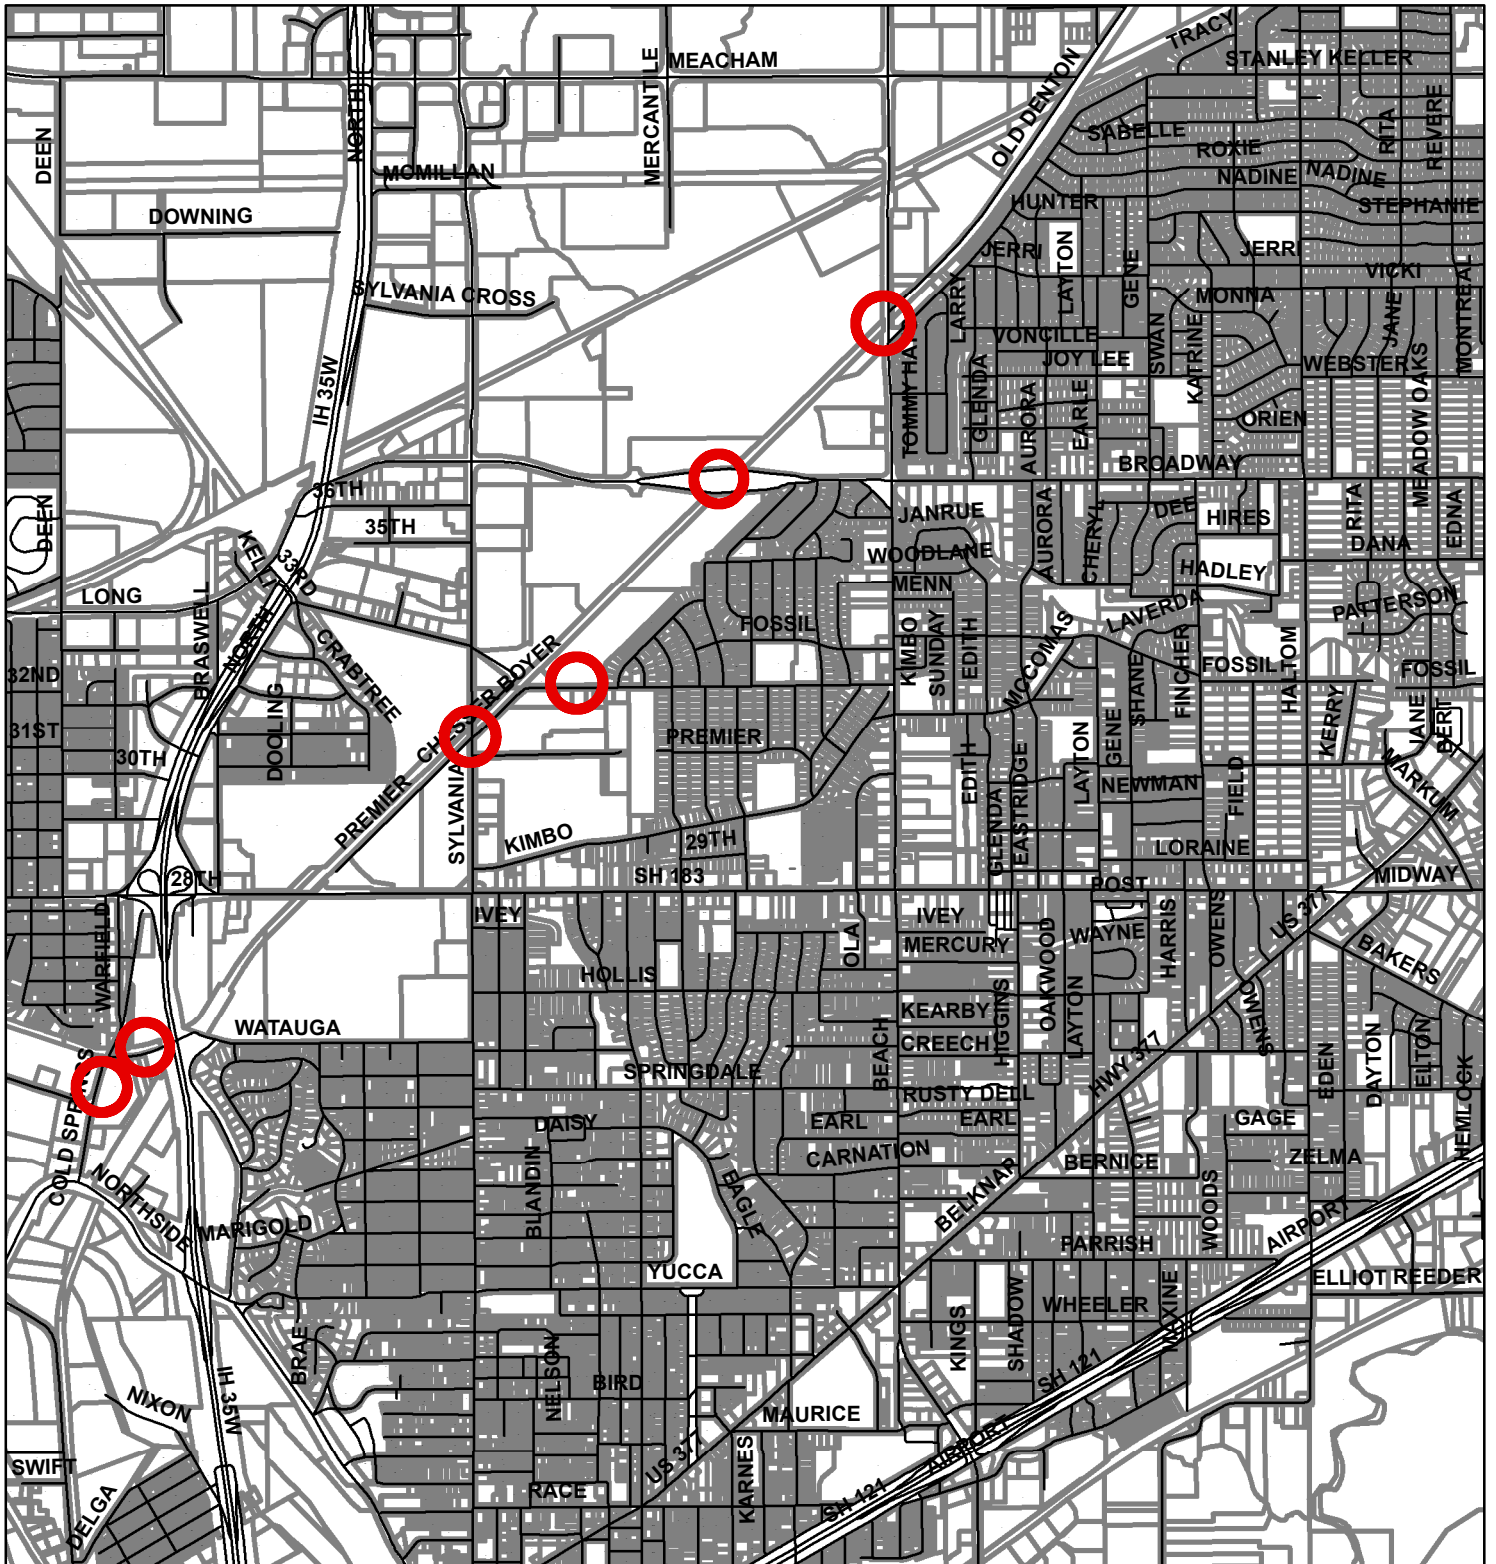 TRACY
MEACHAM
STANLEY KELLER
DEEN
NORTH
MERCANTILE
OLD DENTON
SABELLE
RITA
REVERE
ROXIE
MCMILLAN
NADINE
NADINE
HUNTER
STEPHANIE
DOWNING
JERRI
LAYTON
GENE
JERRI
VICKI
SYLVANIA CROSS
LARRY
MONNA
JANE
MONTREAL
VONCILLE
SWAN
KATRINE
JOY LEE
WEBSTER
IH 35W
TOMMY HAY
GLENDA
AURORA
EARLE
ORIEN
MEADOW OAKS
BROADWAY
36TH
DEEN
35TH
JANRUE
AURORA
CHERYL
DEE
HIRES
RITA
EDNA
WOODLANE
DANA
KELLA
33RD
MENN
HADLEY
LONG
BRASWELL
NORTH
CRABTREE
FOSSIL
KIMBO
SUNDAY
EDITH
MCCOMAS
LAVERDA
PATTERSON
32ND
CHESSER BOYER
SHANE
FINCHER
FOSSIL
HALTOM
FOSSIL
31ST
DOOLING
PREMIER
GENE
KERRY
JANE
BERT
30TH
EDITH
EASTRIDGE
LAYTON
NEWMAN
FIELD
MARKUM
PREMIER
SYLVANIA
KIMBO
29TH
GLENDA
LORAINE
28TH
SH 183
POST
MIDWAY
WARFIELD
IVEY
OLA
IVEY
MERCURY
OAKWOOD
WAYNE
HARRIS
OWENS
US 377
BAKERS
HOLLIS
KEARBY
HIGGINS
LAYTON
OWENS
WATAUGA
BEACH
CREECH
EDEN
DAYTON
ELTON
HEMLOCK
COLD SPRINGS
SPRINGDALE
HWY 377
RUSTY DELL
DAISY
EARL
EARL
GAGE
CARNATION
BERNICE
ZELMA
NORTHSIDE
MARIGOLD
BLANDIN
EAGLE
BELKNAP
WOODS
AIRPORT
PARRISH
YUCCA
ELLIOT REEDER
BRAE
KINGS
SHADOW
WHEELER
MAXINE
NIXON
IH 35W
NELSON
BIRD
SH 121
MAURICE
SWIFT
DELGA
US 377
KARNES
AIRPORT
RACE
SH 121